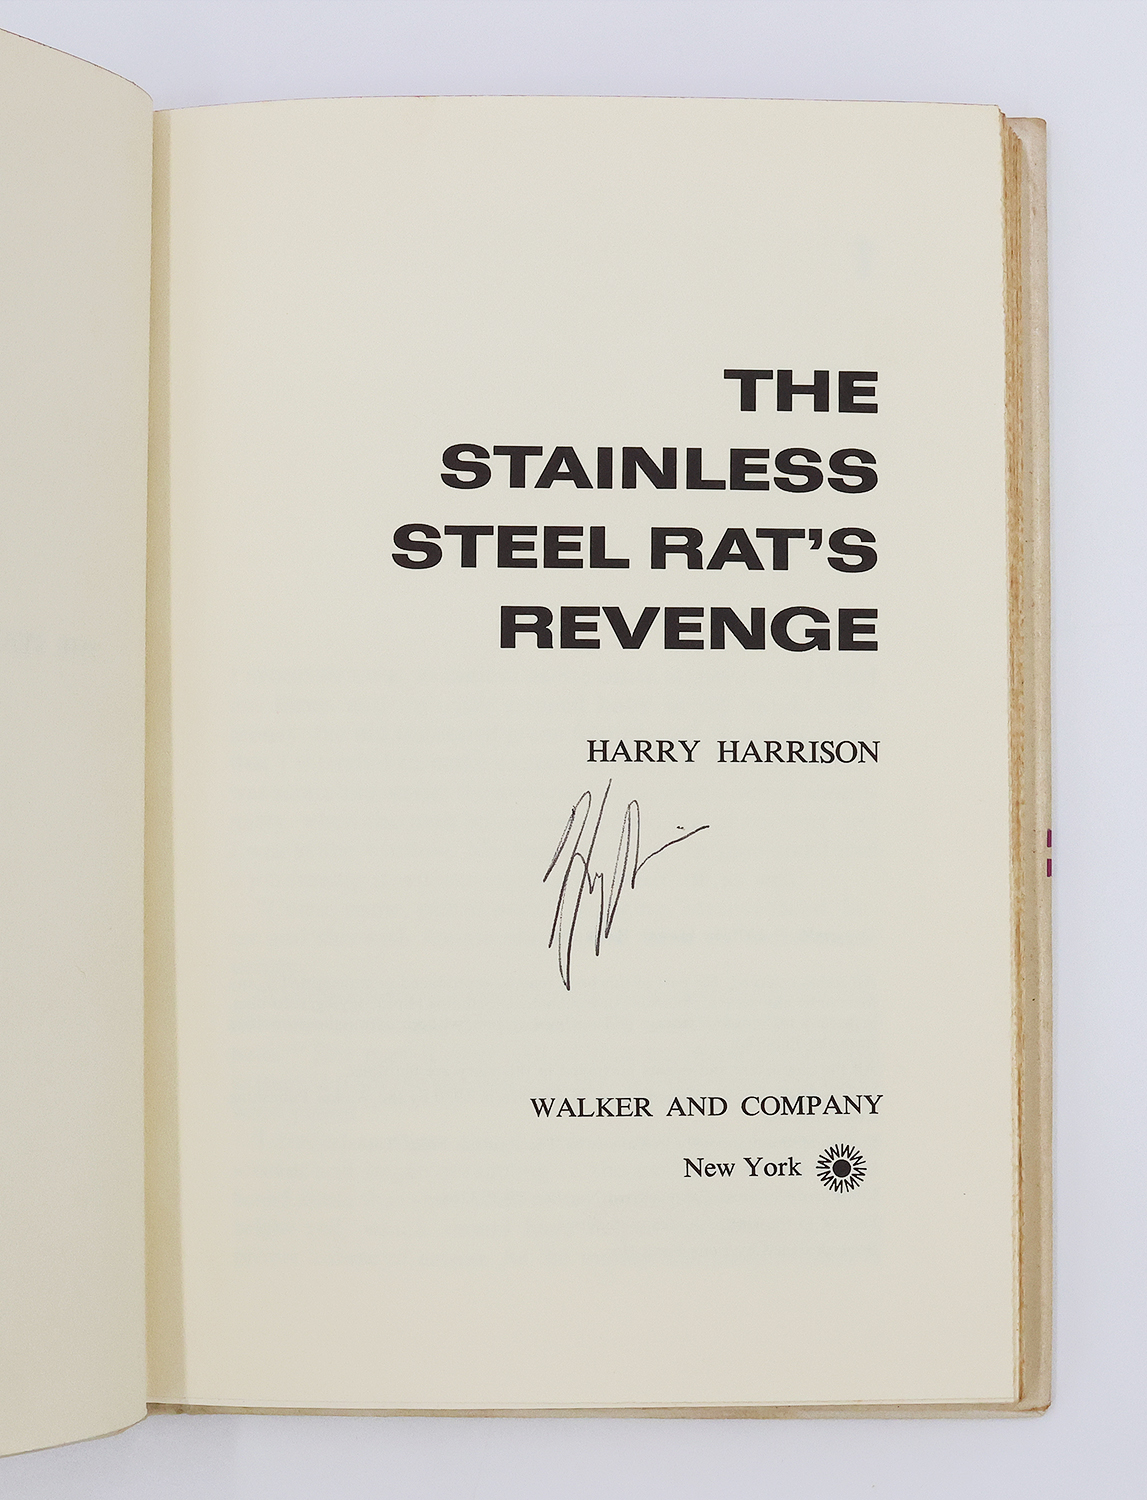 THE
STAINLESS
STEEL RAT’S
REVENGE
HARRY HARRISON
WALKER AND COMPANY
New York